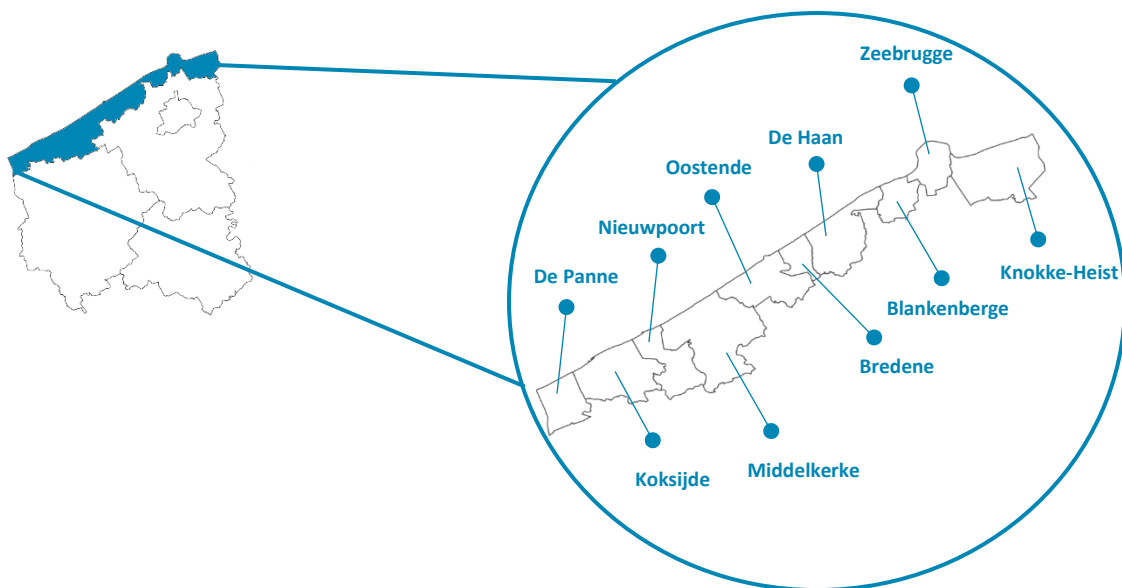 Zeebrugge
De Haan
Oostende
Nieuwpoort
De Panne
Knokke-Heist
Blankenberge
Bredene
Middelkerke
Koksijde